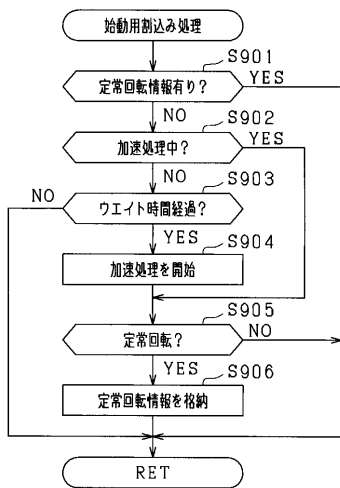 始動用割込み処理
S901
定常回転情報有り?
YES
NO
S902
加速処理中?
YES
NO
S903
NO
ウエイト時間経過?
YES
S904
加速処理を開始
S905
定常回転?
NO
YES
S906
定常回転情報を格納
RET